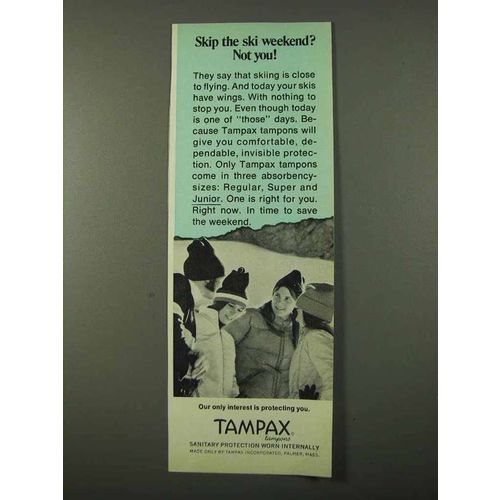 Skip the ski weekend?
Not you!
They say that skiing is close
to flying. And today your skis
have wings. With nothing to
stop you. Even though today
is one of "those" days. Be-
cause Tampax tampons will
give you comfortable, de-
pendable, invisible protec-
tion. Only Tampax tampons
come in three absorbency-
sizes: Regular, Super and
Junior. One is right for you.
Right now. In time to save
the weekend.
Our only interest is protecting you.
TAMPAX
tampons
SANITARY PROTECTION WORN INTERNALLY
MADE ONLY BY TAMPAX INCORPORATED, PALMER, MASS.